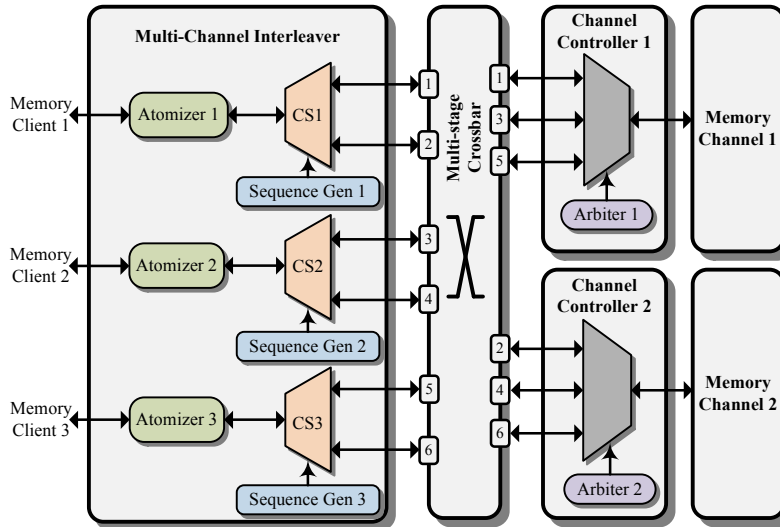 Multi-Channel Interleaver
Memory
Client 1
Atomizer 1
CS1
Sequence Gen 1
Memory
Client 2
Atomizer 2
CS2
Sequence Gen 2
Memory
Client 3
Atomizer 3
CS3
Sequence Gen 3
1
2
3
4
5
6
Multi-stage
Crossbar
1
3
5
2
4
6
Channel
Controller 1
Arbiter 1
Memory
Channel 1
Channel
Controller 2
Arbiter 2
Memory
Channel 2